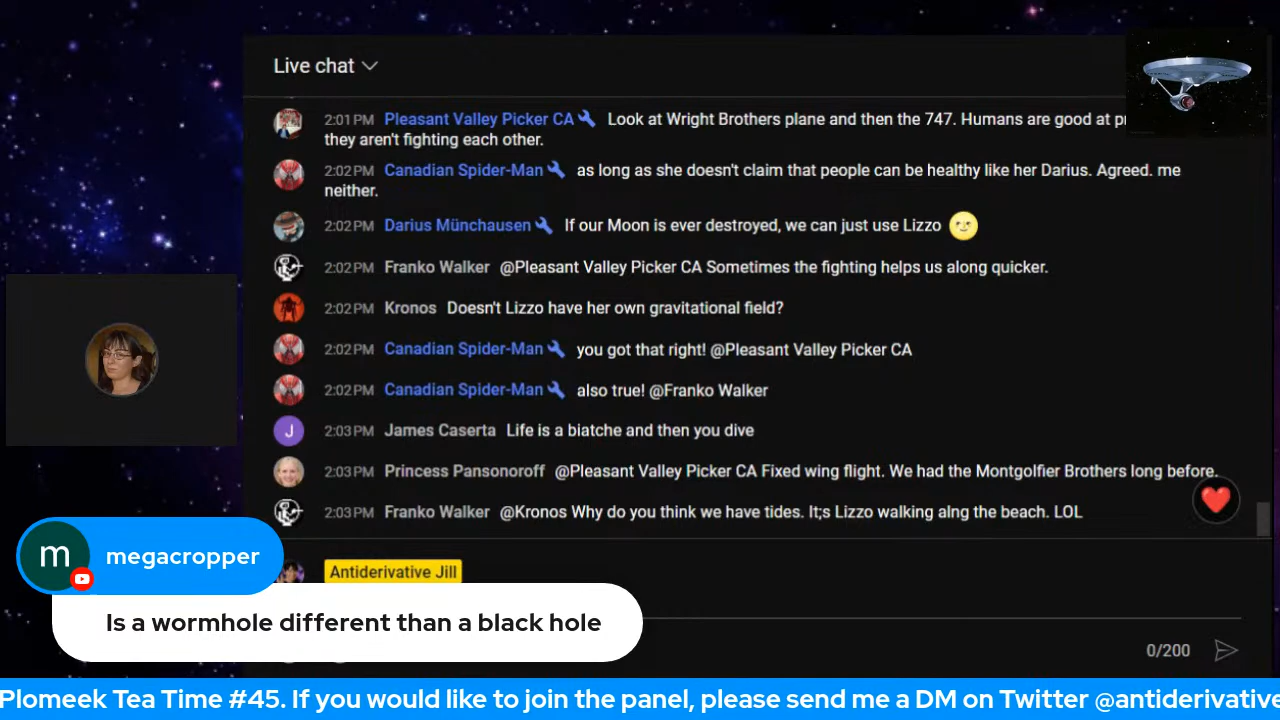 Live chat
2:01 PM Pleasant Valley Picker CA Look at Wright Brothers plane and then the 747. Humans are good at
they aren't fighting each other.
2:02 PM Canadian Spider-Man as long as she doesn't claim that people can be healthy like her Darius. Agreed. me
neither.
2:02 PM Darius Münchausen If our Moon is ever destroyed, we can just use Lizzo
2:02 PM Franko Walker @Pleasant Valley Picker CA Sometimes the fighting helps us along quicker.
2:02 PM Kronos Doesn't Lizzo have her own gravitational field?
2:02 PM Canadian Spider-Man you got that right! @Pleasant Valley Picker CA
2:02 PM Canadian Spider-Man also true! @Franko Walker
J 2:03 PM James Caserta Life is a biatche and then you dive
2:03 PM Princess Pansonoroff @Pleasant Valley Picker CA Fixed wing flight. We had the Montgolfier Brothers long before.
2:03 PM Franko Walker @Kronos Why do you think we have tides. It;s Lizzo walking alng the beach. LOL
m megacropper
Antiderivative Jill
Is a wormhole different than a black hole
0/200
Plomeek Tea Time #45. If you would like to join the panel, please send me a DM on Twitter @antiderivative